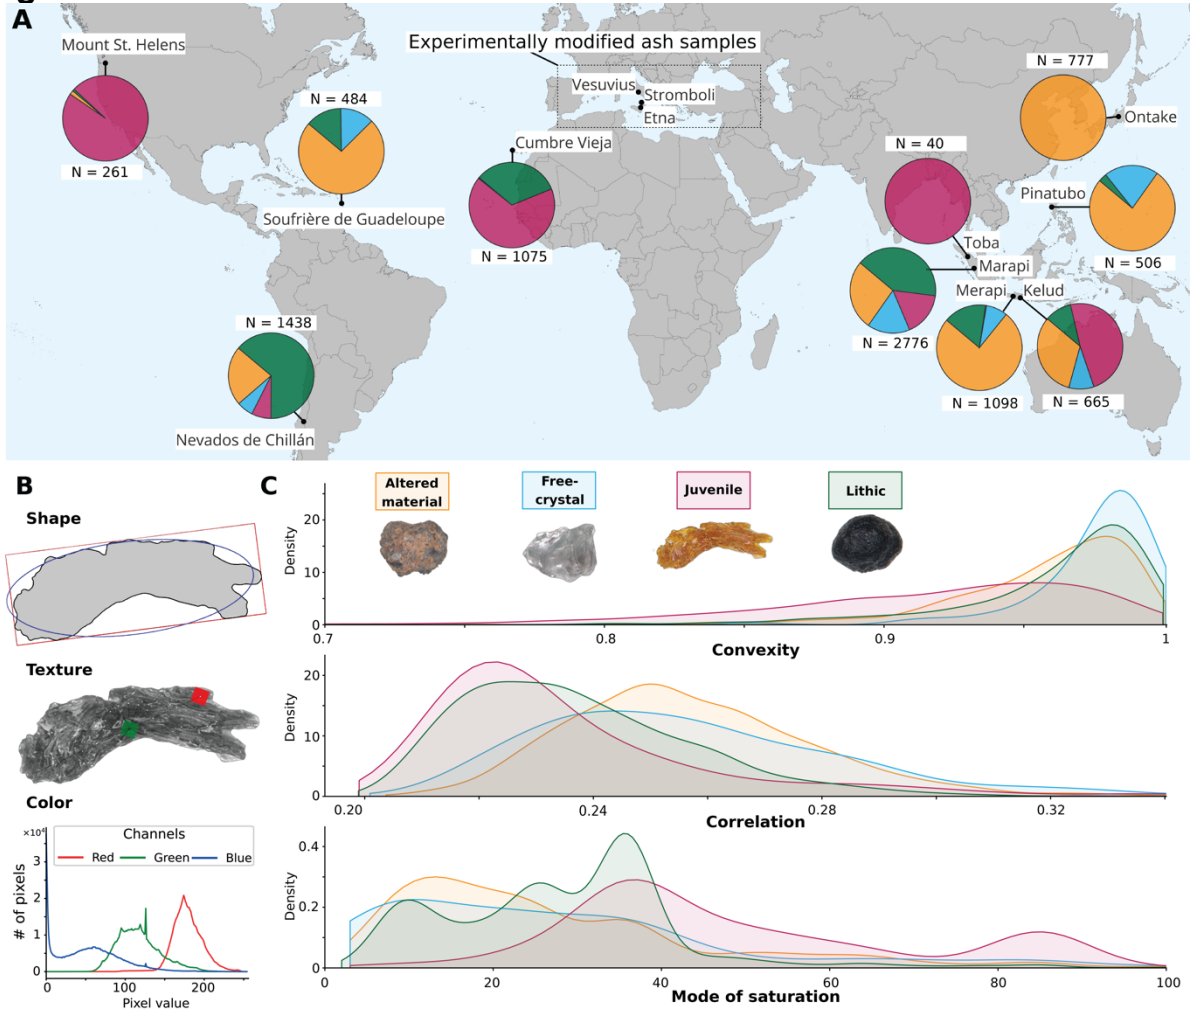 A
Mount St. Helens
N = 261
N = 484
Soufrière de Guadeloupe
Experimentally modified ash samples
Vesuvius
Stromboli
Etna
Cumbre Vieja
N = 1075
N = 777
Ontake
N = 40
Toba
Pinatubo
N = 506
Marapi
N = 2776
Merapi
Kelud
N = 1098
N = 665
N = 1438
Nevados de Chillán
B
Shape
Texture
Color
×10⁴
Channels
Red Green Blue
# of pixels
3
2
1
0
0 100 200
Pixel value
C
Altered
material
Free-
crystal
Juvenile
Lithic
Density
20
10
0
0.7 0.8 0.9 1
Convexity
Density
20
10
0
0.20 0.24 0.28 0.32
Correlation
Density
0.4
0.2
0
0 20 40 60 80 100
Mode of saturation